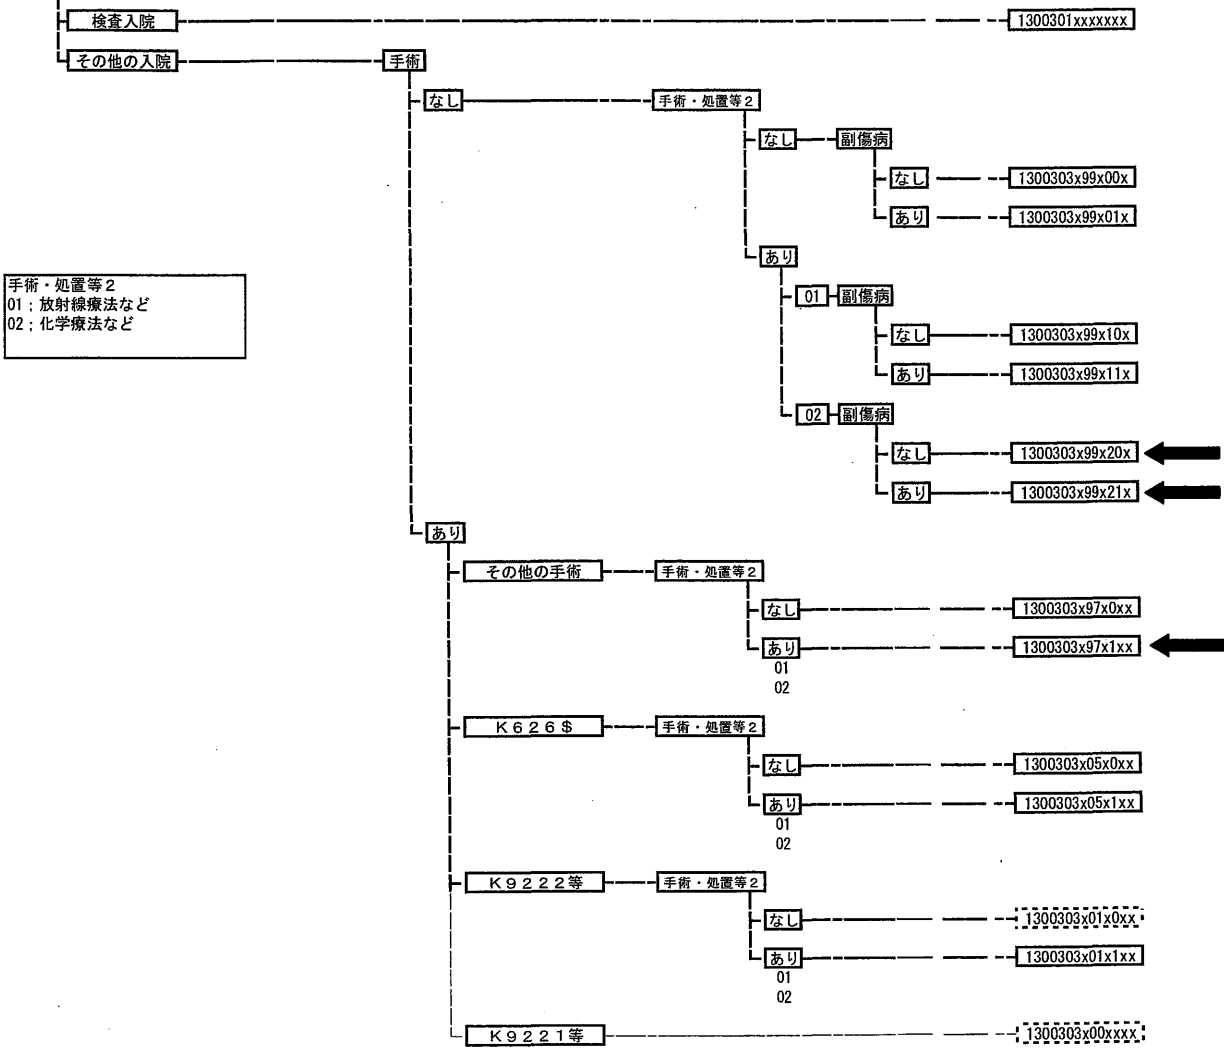 検査入院 1300301xxxxxxx
その他の入院 手術
なし 手術・処置等2
なし 副傷病
なし 1300303x99x00x
あり 1300303x99x01x
あり
手術・処置等2
01；放射線療法など
02；化学療法など
01 副傷病
なし 1300303x99x10x
あり 1300303x99x11x
02 副傷病
なし 1300303x99x20x
あり 1300303x99x21x
あり
その他の手術 手術・処置等2
なし 1300303x97x0xx
あり 1300303x97x1xx
01
02
K626$ 手術・処置等2
なし 1300303x05x0xx
あり 1300303x05x1xx
01
02
K9222等 手術・処置等2
なし 1300303x01x0xx
あり 1300303x01x1xx
01
02
K9221等 1300303x00xxxx